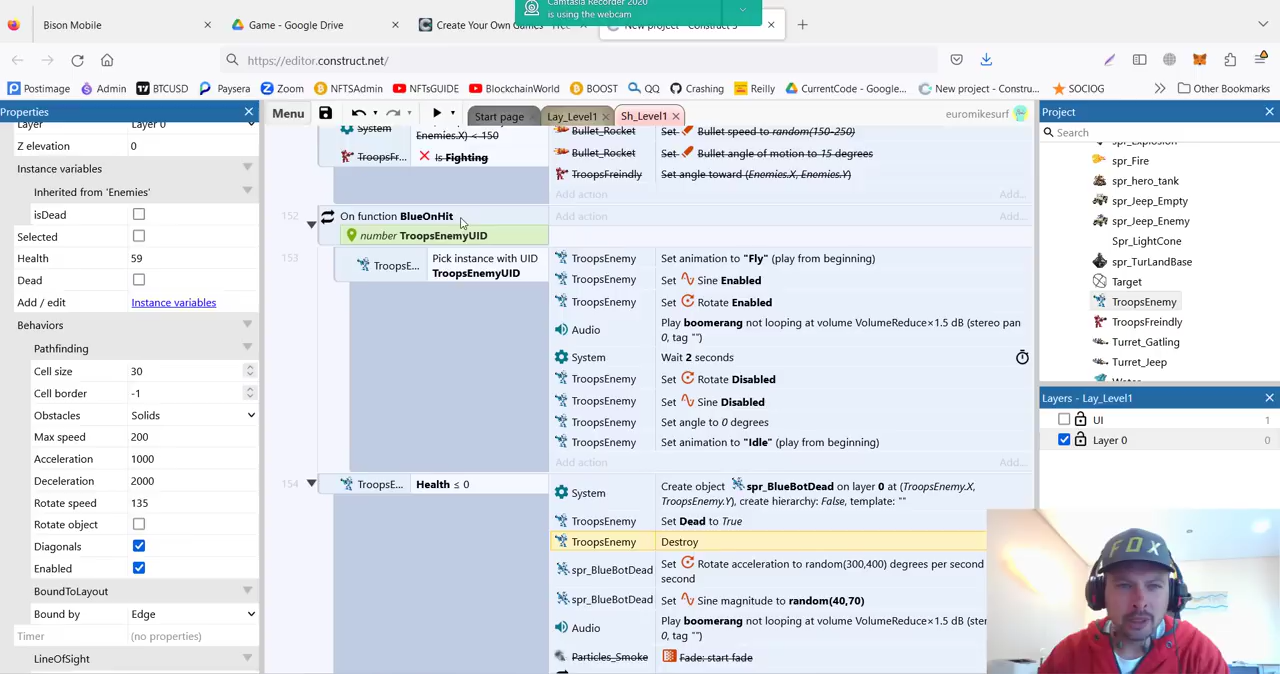 Camtasia Recorder 2020
is using the webcam
Bison Mobile
Game - Google Drive
New project - Construct 3
https://editor.construct.net/
Postimage
Admin
BTCUSD
Paysera
Zoom
NFTSAdmin
NFTsGUIDE
BlockchainWorld
BOOST
QQ
Crashing
Reilly
CurrentCode - Google...
New project - Constru...
SOCIOG
Other Bookmarks
Properties
Menu
Start page
Lay_Level1
Sh_Level1
euromikesurf
Project
Layer
Layer 0
Z elevation
0
Instance variables
Inherited from 'Enemies'
isDead
Selected
Health
59
Dead
Add / edit
Instance variables
Behaviors
Pathfinding
Cell size
30
Cell border
-1
Obstacles
Solids
Max speed
200
Acceleration
1000
Deceleration
2000
Rotate speed
135
Rotate object
Diagonals
Enabled
BoundToLayout
Bound by
Edge
Timer
(no properties)
LineOfSight
System
Enemies.X) < 150
TroopsFr...
Is Fighting
Bullet_Rocket
Set Bullet speed to random(150-250)
Bullet_Rocket
Set Bullet angle of motion to 15 degrees
TroopsFreindly
Set angle toward (Enemies.X, Enemies.Y)
Add action
Add...
152
On function BlueOnHit
number TroopsEnemyUID
Add action
Add...
153
TroopsE...
Pick instance with UID
TroopsEnemyUID
TroopsEnemy
Set animation to "Fly" (play from beginning)
TroopsEnemy
Set Sine Enabled
TroopsEnemy
Set Rotate Enabled
Audio
Play boomerang not looping at volume VolumeReduce×1.5 dB (stereo pan
0, tag "")
System
Wait 2 seconds
TroopsEnemy
Set Rotate Disabled
TroopsEnemy
Set Sine Disabled
TroopsEnemy
Set angle to 0 degrees
TroopsEnemy
Set animation to "Idle" (play from beginning)
Add action
Add...
154
TroopsE...
Health ≤ 0
System
Create object spr_BlueBotDead on layer 0 at (TroopsEnemy.X,
TroopsEnemy.Y), create hierarchy: False, template: ""
TroopsEnemy
Set Dead to True
TroopsEnemy
Destroy
spr_BlueBotDead
Set Rotate acceleration to random(300,400) degrees per second
second
spr_BlueBotDead
Set Sine magnitude to random(40,70)
Audio
Play boomerang not looping at volume VolumeReduce×1.5 dB (ste
0, tag "")
Particles_Smoke
Fade: start fade
Search
spr_Explosion
spr_Fire
spr_hero_tank
spr_Jeep_Empty
spr_Jeep_Enemy
Spr_LightCone
spr_TurLandBase
Target
TroopsEnemy
TroopsFreindly
Turret_Gatling
Turret_Jeep
Water
Layers - Lay_Level1
UI
1
Layer 0
0
FOX